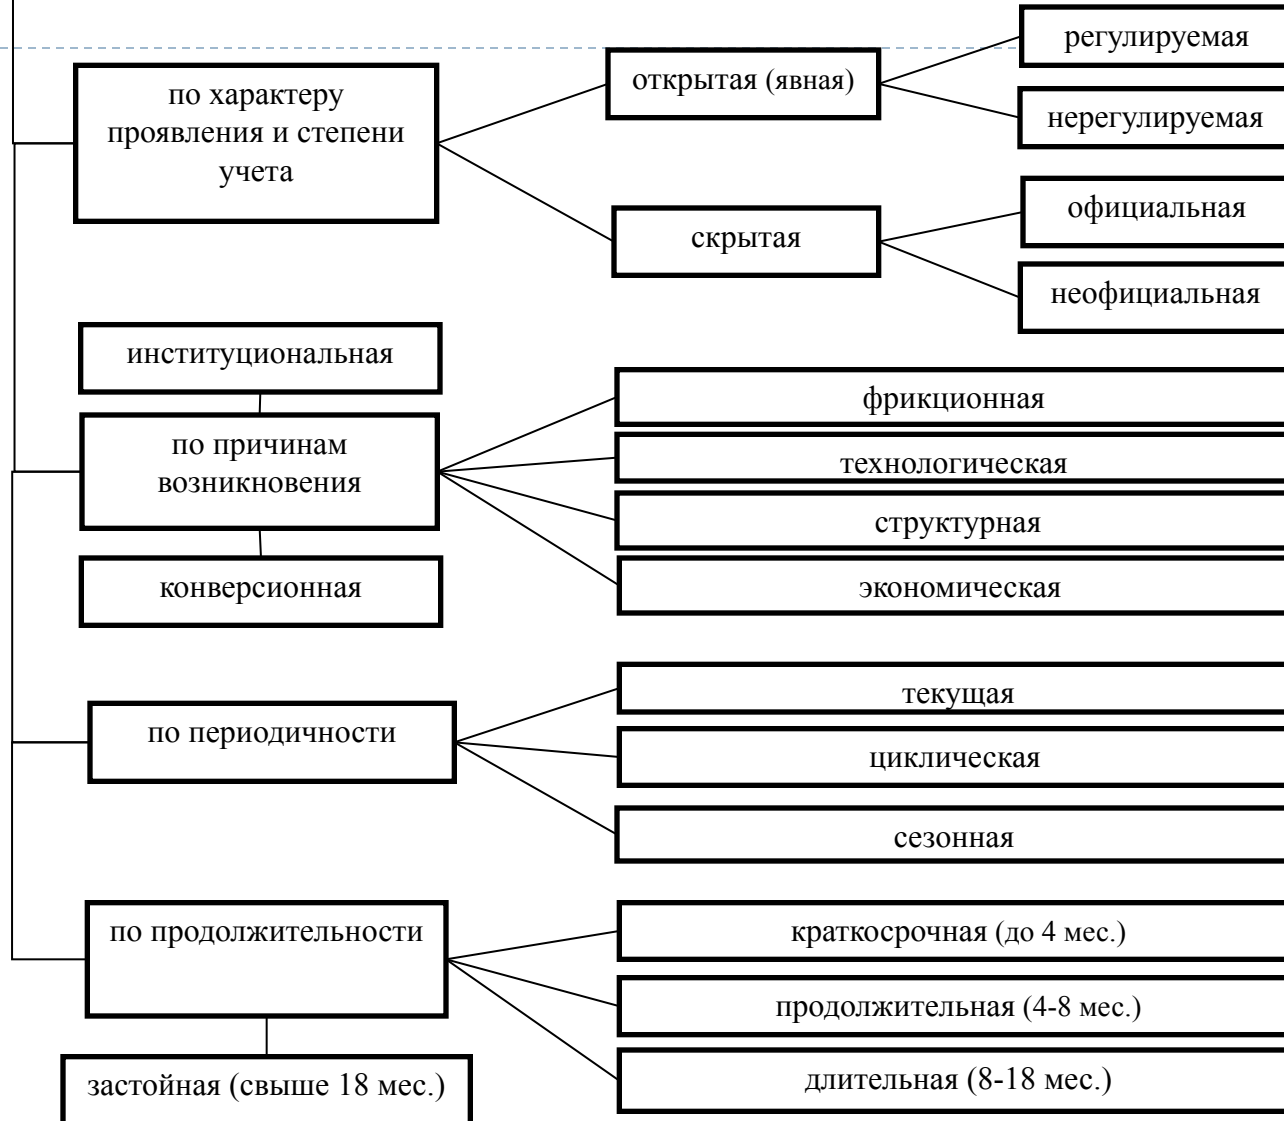 по характеру
проявления и степени
учета
открытая (явная)
регулируемая
нерегулируемая
скрытая
официальная
неофициальная
институциональная
по причинам
возникновения
конверсионная
фрикционная
технологическая
структурная
экономическая
по периодичности
текущая
циклическая
сезонная
по продолжительности
краткосрочная (до 4 мес.)
продолжительная (4-8 мес.)
длительная (8-18 мес.)
застойная (свыше 18 мес.)